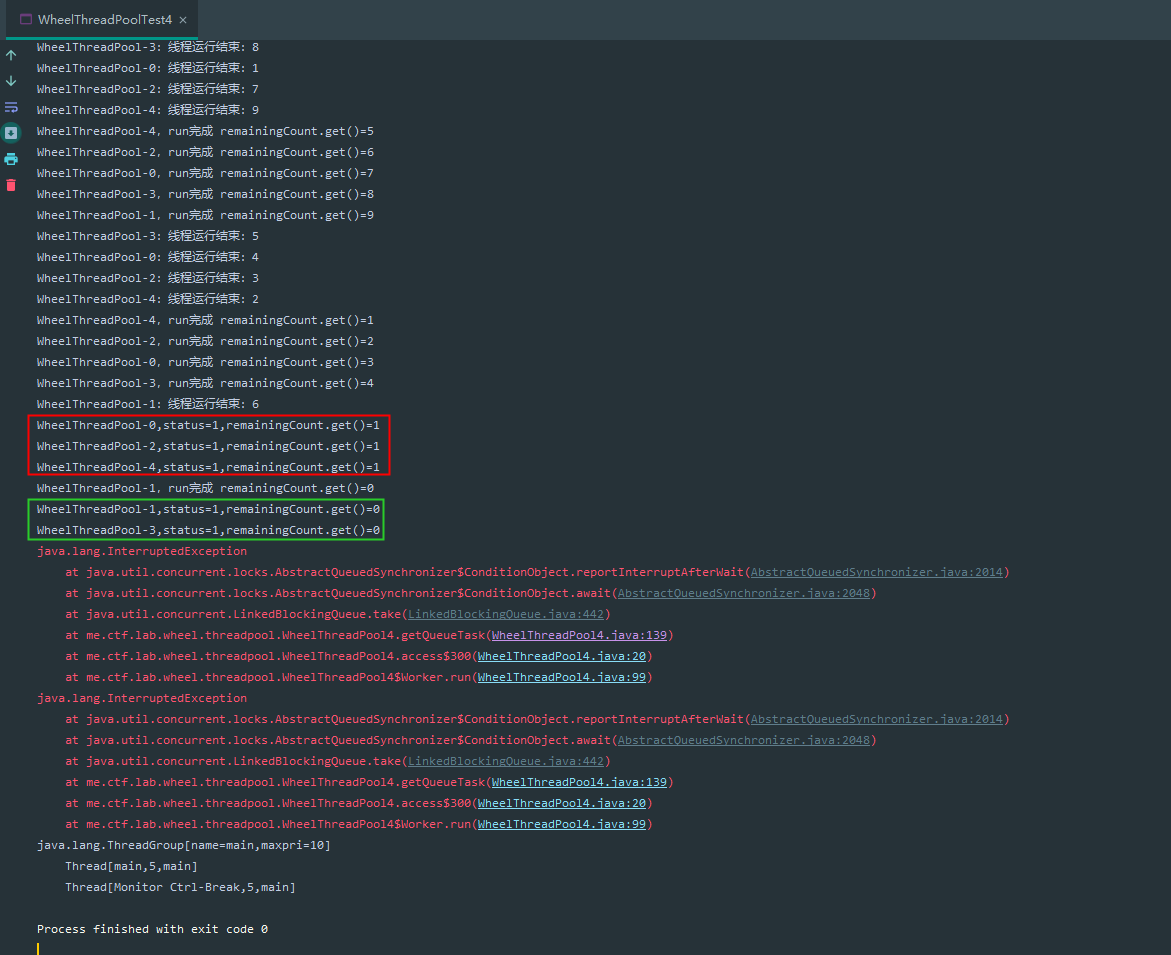 WheelThreadPoolTest4 ×
WheelThreadPool-3: 线程运行结束: 8
WheelThreadPool-0: 线程运行结束: 1
WheelThreadPool-2: 线程运行结束: 7
WheelThreadPool-4: 线程运行结束: 9
WheelThreadPool-4, run完成 remainingCount.get()=5
WheelThreadPool-2, run完成 remainingCount.get()=6
WheelThreadPool-0, run完成 remainingCount.get()=7
WheelThreadPool-3, run完成 remainingCount.get()=8
WheelThreadPool-1, run完成 remainingCount.get()=9
WheelThreadPool-3: 线程运行结束: 5
WheelThreadPool-0: 线程运行结束: 4
WheelThreadPool-2: 线程运行结束: 3
WheelThreadPool-4: 线程运行结束: 2
WheelThreadPool-4, run完成 remainingCount.get()=1
WheelThreadPool-2, run完成 remainingCount.get()=2
WheelThreadPool-0, run完成 remainingCount.get()=3
WheelThreadPool-3, run完成 remainingCount.get()=4
WheelThreadPool-1: 线程运行结束: 6
WheelThreadPool-0,status=1,remainingCount.get()=1
WheelThreadPool-2,status=1,remainingCount.get()=1
WheelThreadPool-4,status=1,remainingCount.get()=1
WheelThreadPool-1, run完成 remainingCount.get()=0
WheelThreadPool-1,status=1,remainingCount.get()=0
WheelThreadPool-3,status=1,remainingCount.get()=0
java.lang.InterruptedException
at java.util.concurrent.locks.AbstractQueuedSynchronizer$ConditionObject.reportInterruptAfterWait(AbstractQueuedSynchronizer.java:2014)
at java.util.concurrent.locks.AbstractQueuedSynchronizer$ConditionObject.await(AbstractQueuedSynchronizer.java:2048)
at java.util.concurrent.LinkedBlockingQueue.take(LinkedBlockingQueue.java:442)
at me.ctf.lab.wheel.threadpool.WheelThreadPool4.getQueueTask(WheelThreadPool4.java:139)
at me.ctf.lab.wheel.threadpool.WheelThreadPool4.access$300(WheelThreadPool4.java:20)
at me.ctf.lab.wheel.threadpool.WheelThreadPool4$Worker.run(WheelThreadPool4.java:99)
java.lang.InterruptedException
at java.util.concurrent.locks.AbstractQueuedSynchronizer$ConditionObject.reportInterruptAfterWait(AbstractQueuedSynchronizer.java:2014)
at java.util.concurrent.locks.AbstractQueuedSynchronizer$ConditionObject.await(AbstractQueuedSynchronizer.java:2048)
at java.util.concurrent.LinkedBlockingQueue.take(LinkedBlockingQueue.java:442)
at me.ctf.lab.wheel.threadpool.WheelThreadPool4.getQueueTask(WheelThreadPool4.java:139)
at me.ctf.lab.wheel.threadpool.WheelThreadPool4.access$300(WheelThreadPool4.java:20)
at me.ctf.lab.wheel.threadpool.WheelThreadPool4$Worker.run(WheelThreadPool4.java:99)
java.lang.ThreadGroup[name=main,maxpri=10]
Thread[main,5,main]
Thread[Monitor Ctrl-Break,5,main]
Process finished with exit code 0